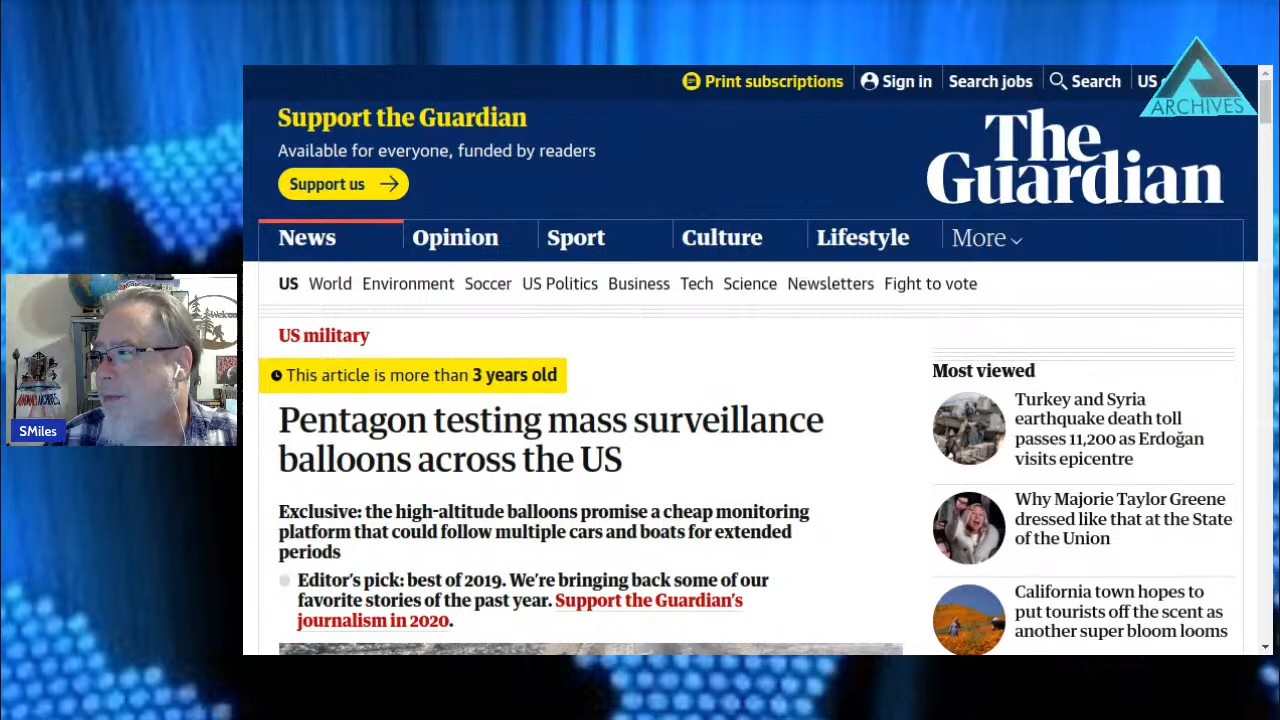 Print subscriptions
Sign in
Search jobs
Search
US
ARCHIVES
Support the Guardian
Available for everyone, funded by readers
Support us
The
Guardian
News
Opinion
Sport
Culture
Lifestyle
More
US World Environment Soccer US Politics Business Tech Science Newsletters Fight to vote
US military
This article is more than 3 years old
Pentagon testing mass surveillance
balloons across the US
Exclusive: the high-altitude balloons promise a cheap monitoring
platform that could follow multiple cars and boats for extended
periods
Editor's pick: best of 2019. We're bringing back some of our
favorite stories of the past year. Support the Guardian's
journalism in 2020.
Most viewed
Turkey and Syria
earthquake death toll
passes 11,200 as Erdoğan
visits epicentre
Why Majorie Taylor Greene
dressed like that at the State
of the Union
California town hopes to
put tourists off the scent as
another super bloom looms
Welcome
SMiles